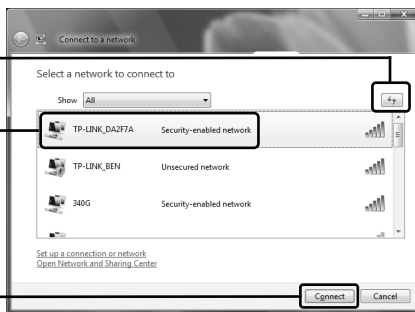 Connect to a network
Select a network to connect to
Show All
TP-LINK_DA2F7A Security-enabled network
TP-LINK_BEN Unsecured network
340G Security-enabled network
Set up a connection or network
Open Network and Sharing Center
Connect Cancel